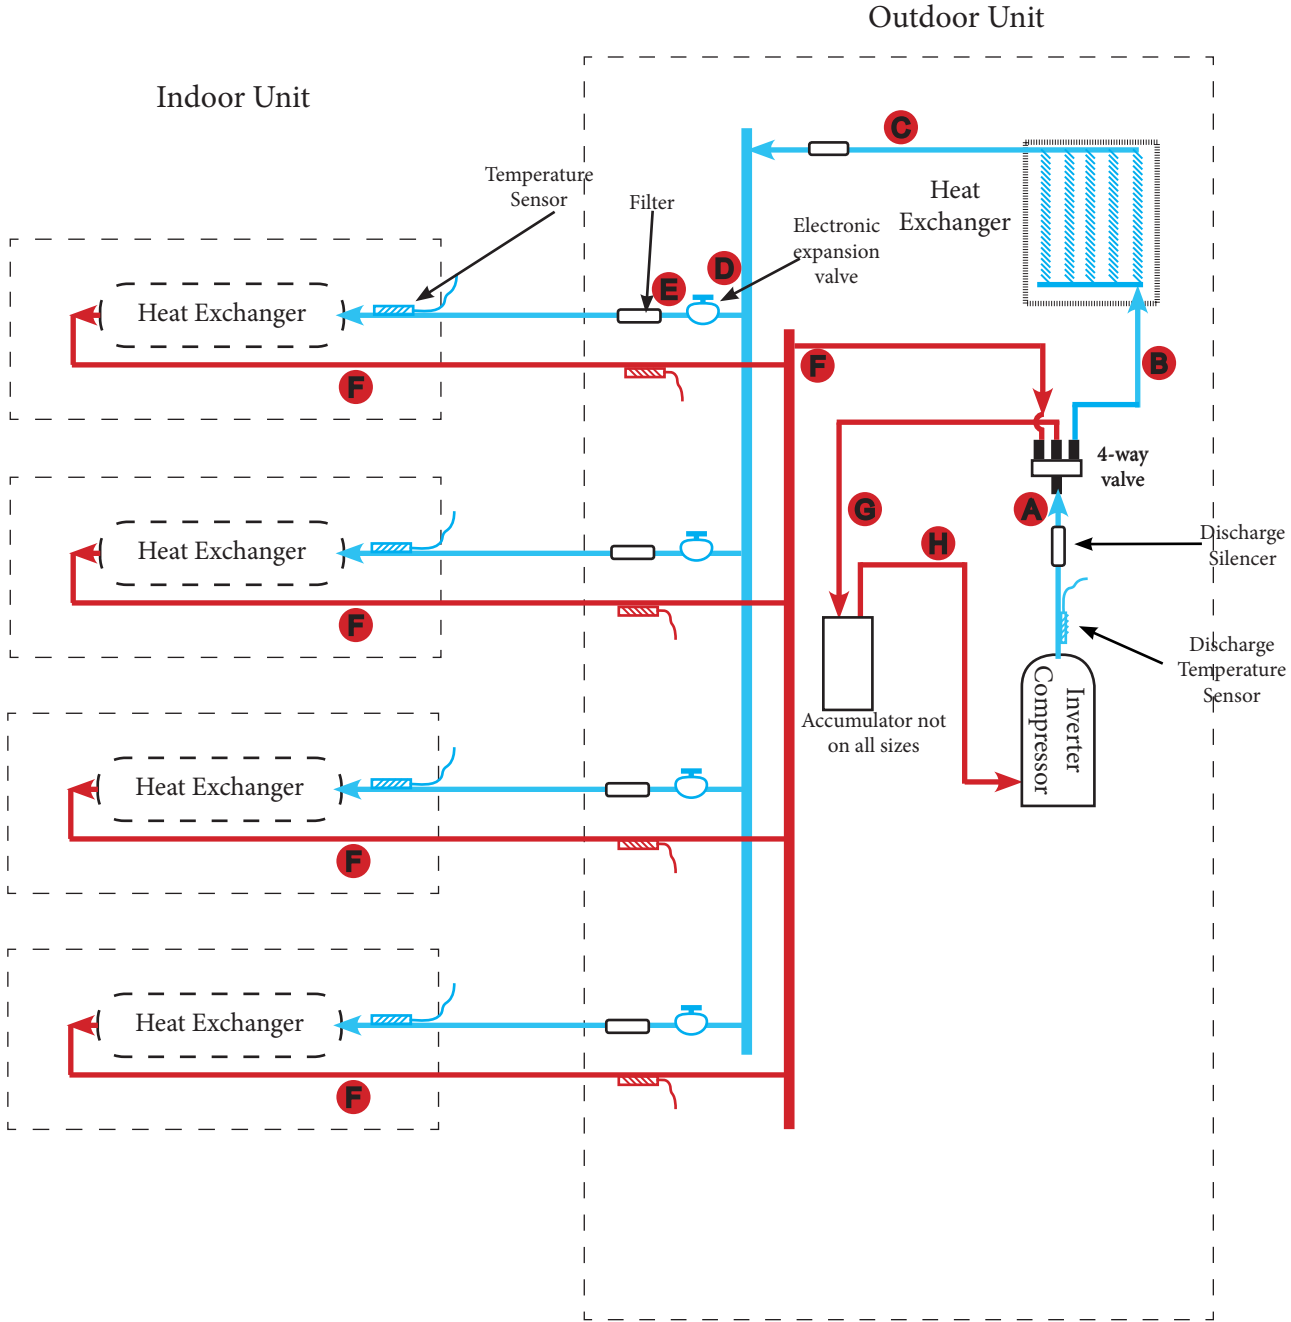 Outdoor Unit
Indoor Unit
C
Temperature
Sensor
Filter
Heat
Exchanger
Electronic
expansion
valve
D
E
Heat Exchanger
F
F
B
4-way
valve
A
G
H
Discharge
Silencer
Heat Exchanger
F
Discharge
Temperature
Sensor
Inverter
Compressor
Accumulator not
on all sizes
Heat Exchanger
F
Heat Exchanger
F